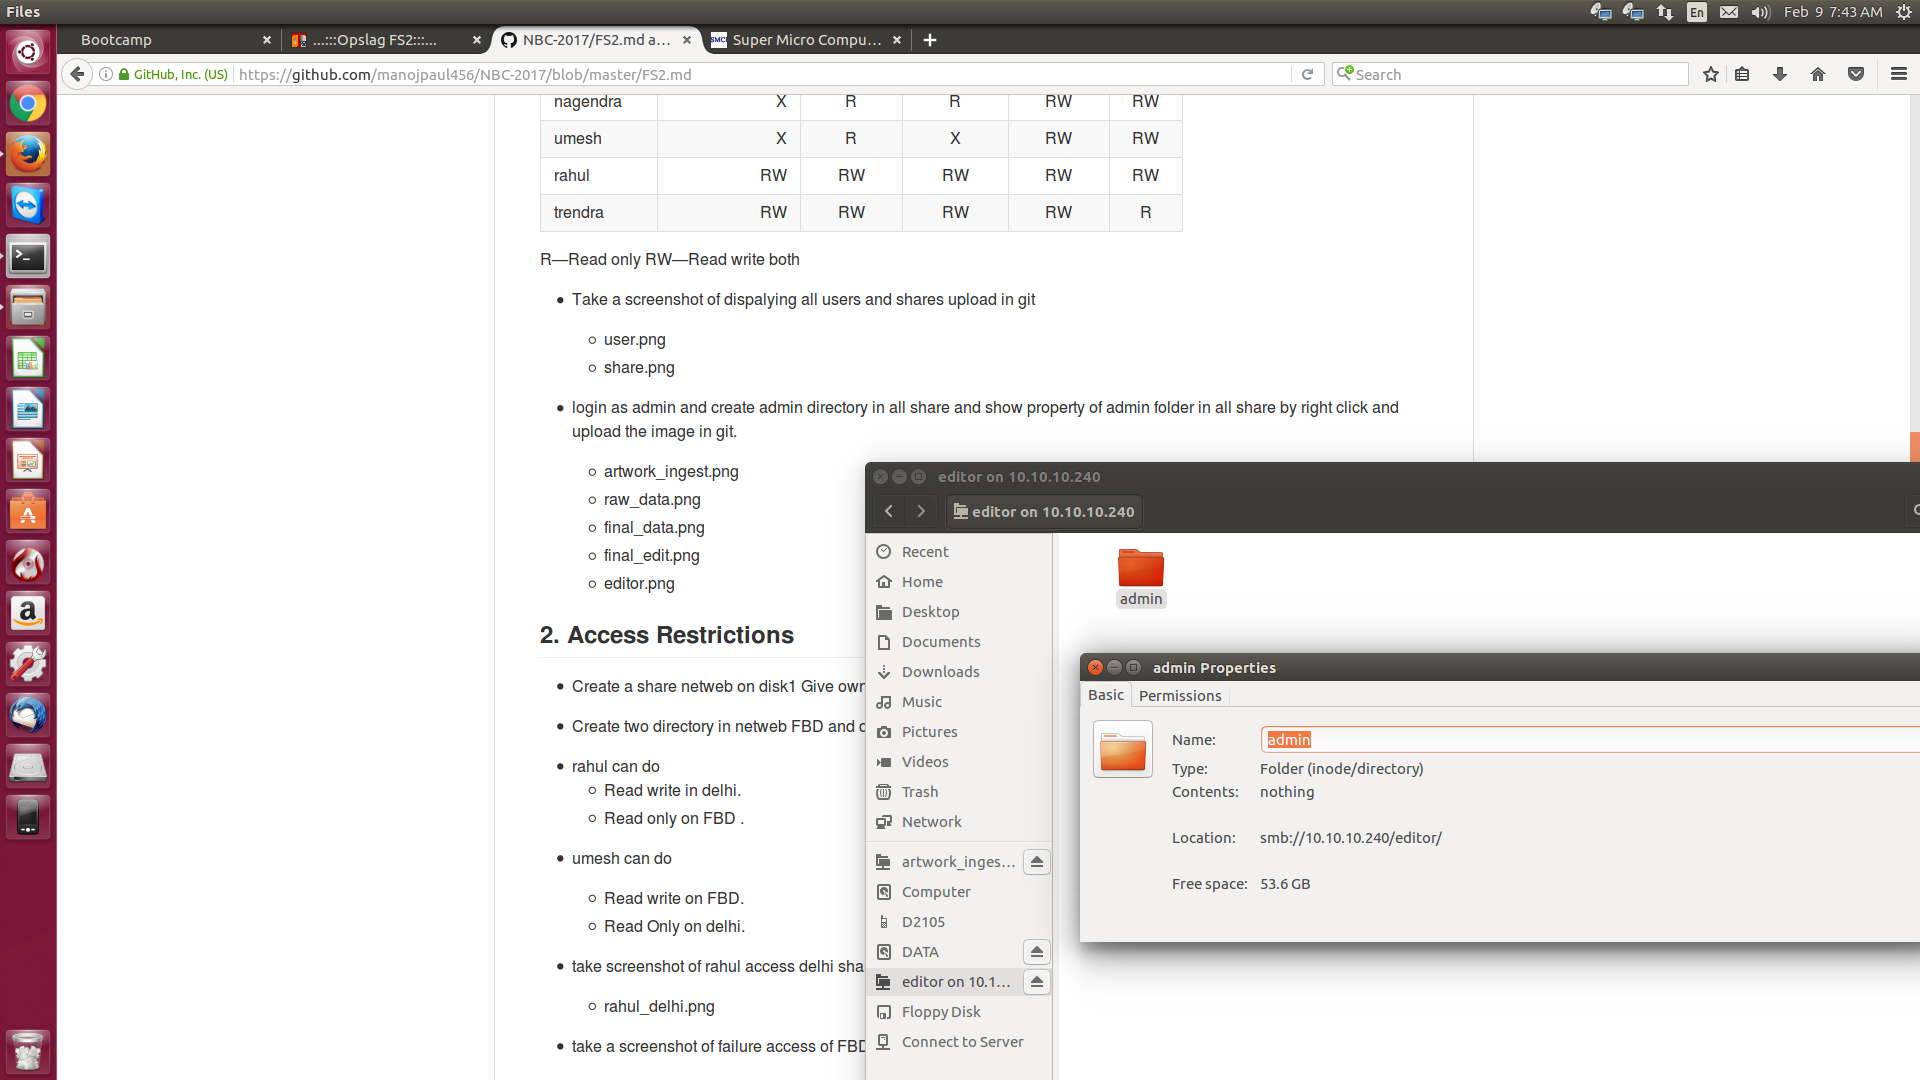 Files
En
Feb 9 7:43 AM
Bootcamp
...:::Opslag FS2:::...
NBC-2017/FS2.md a...
SMCI
Super Micro Compu...
GitHub, Inc. (US)
https://github.com/manojpaul456/NBC-2017/blob/master/FS2.md
Search
nagendra X R R RW RW
umesh X R X RW RW
rahul RW RW RW RW RW
trendra RW RW RW RW R
R—Read only RW—Read write both
Take a screenshot of dispalying all users and shares upload in git
user.png
share.png
login as admin and create admin directory in all share and show property of admin folder in all share by right click and
upload the image in git.
artwork_ingest.png
raw_data.png
final_data.png
final_edit.png
editor.png
2. Access Restrictions
Create a share netweb on disk1 Give owr
Create two directory in netweb FBD and d
rahul can do
Read write in delhi.
Read only on FBD .
umesh can do
Read write on FBD.
Read Only on delhi.
take screenshot of rahul access delhi sha
rahul_delhi.png
take a screenshot of failure access of FBD
editor on 10.10.10.240
editor on 10.10.10.240
Recent
Home
Desktop
Documents
Downloads
Music
Pictures
Videos
Trash
Network
artwork_inges...
Computer
D2105
DATA
editor on 10.1...
Floppy Disk
Connect to Server
admin
admin Properties
Basic
Permissions
Name: admin
Type: Folder (inode/directory)
Contents: nothing
Location: smb://10.10.10.240/editor/
Free space: 53.6 GB